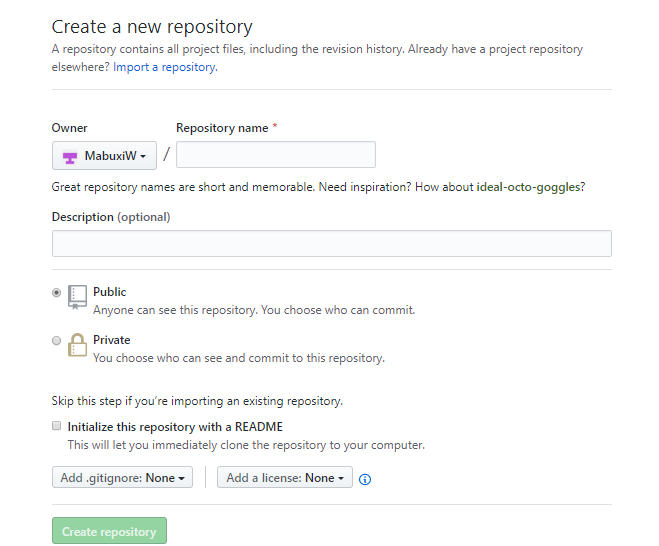 Create a new repository
A repository contains all project files, including the revision history. Already have a project repository
elsewhere? Import a repository.
Owner Repository name *
MabuxiW /
Great repository names are short and memorable. Need inspiration? How about ideal-octo-goggles?
Description (optional)
Public
Anyone can see this repository. You choose who can commit.
Private
You choose who can see and commit to this repository.
Skip this step if you’re importing an existing repository.
Initialize this repository with a README
This will let you immediately clone the repository to your computer.
Add .gitignore: None Add a license: None
Create repository